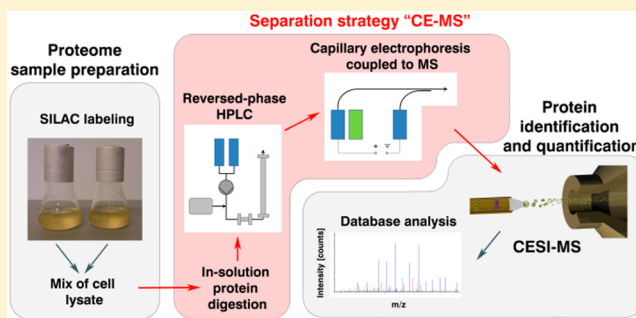 Separation strategy "CE-MS"
Proteome
sample preparation
SILAC labeling
Mix of cell
lysate
In-solution
protein
digestion
Reversed-phase
HPLC
Capillary electrophoresis
coupled to MS
+
Protein
identification
and quantification
CESI-MS
Database analysis
Intensity [counts]
m/z